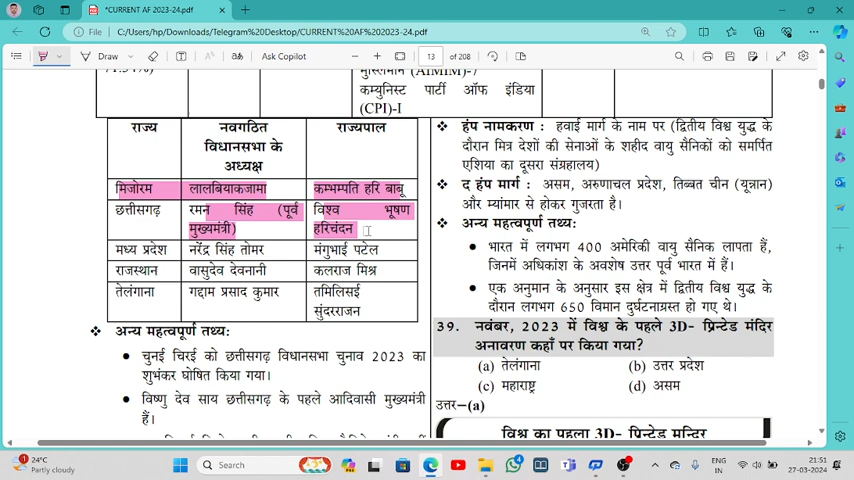 *CURRENT AF 2023-24.pdf
File
C:/Users/hp/Downloads/Telegram%20Desktop/CURRENT%20AF%202023-24.pdf
Draw
Ask Copilot
13 of 208
मुस्लिमान (AIMIM)-7
कम्युनिस्ट पार्टी ऑफ इंडिया
(CPI)-I
राज्य
नवगठित
विधानसभा के
अध्यक्ष
राज्यपाल
मिजोरम
लालबियाकजामा
कम्भम्पति हरि बाबू
छत्तीसगढ़
रमन सिंह (पूर्व
मुख्यमंत्री)
विश्व भूषण
हरिचंदन
मध्य प्रदेश
नरेंद्र सिंह तोमर
मंगुभाई पटेल
राजस्थान
वासुदेव देवनानी
कलराज मिश्र
तेलंगाना
गद्दाम प्रसाद कुमार
तमिलिसई
सुंदरराजन
❖ अन्य महत्वपूर्ण तथ्य:
• चुनई चिरई को छत्तीसगढ़ विधानसभा चुनाव 2023 का
शुभंकर घोषित किया गया।
• विष्णु देव साय छत्तीसगढ़ के पहले आदिवासी मुख्यमंत्री
हैं।
❖ हंप नामकरण : हवाई मार्ग के नाम पर (द्वितीय विश्व युद्ध के
दौरान मित्र देशों की सेनाओं के शहीद वायु सैनिकों को समर्पित
एशिया का दूसरा संग्रहालय)
❖ द हंप मार्ग : असम, अरुणाचल प्रदेश, तिब्बत चीन (यूनान)
और म्यांमार से होकर गुजरता है।
❖ अन्य महत्वपूर्ण तथ्य:
• भारत में लगभग 400 अमेरिकी वायु सैनिक लापता हैं,
जिनमें अधिकांश के अवशेष उत्तर पूर्व भारत में हैं।
• एक अनुमान के अनुसार इस क्षेत्र में द्वितीय विश्व युद्ध के
दौरान लगभग 650 विमान दुर्घटनाग्रस्त हो गए थे।
39. नवंबर, 2023 में विश्व के पहले 3D- प्रिन्टेड मंदिर
अनावरण कहाँ पर किया गया?
(a) तेलंगाना (b) उत्तर प्रदेश
(c) महाराष्ट्र (d) असम
उत्तर–(a)
विश्व का पहला 3D- प्रिन्टेड मन्दिर
24°C
Partly cloudy
Search
4
ENG
IN
21:51
27-03-2024